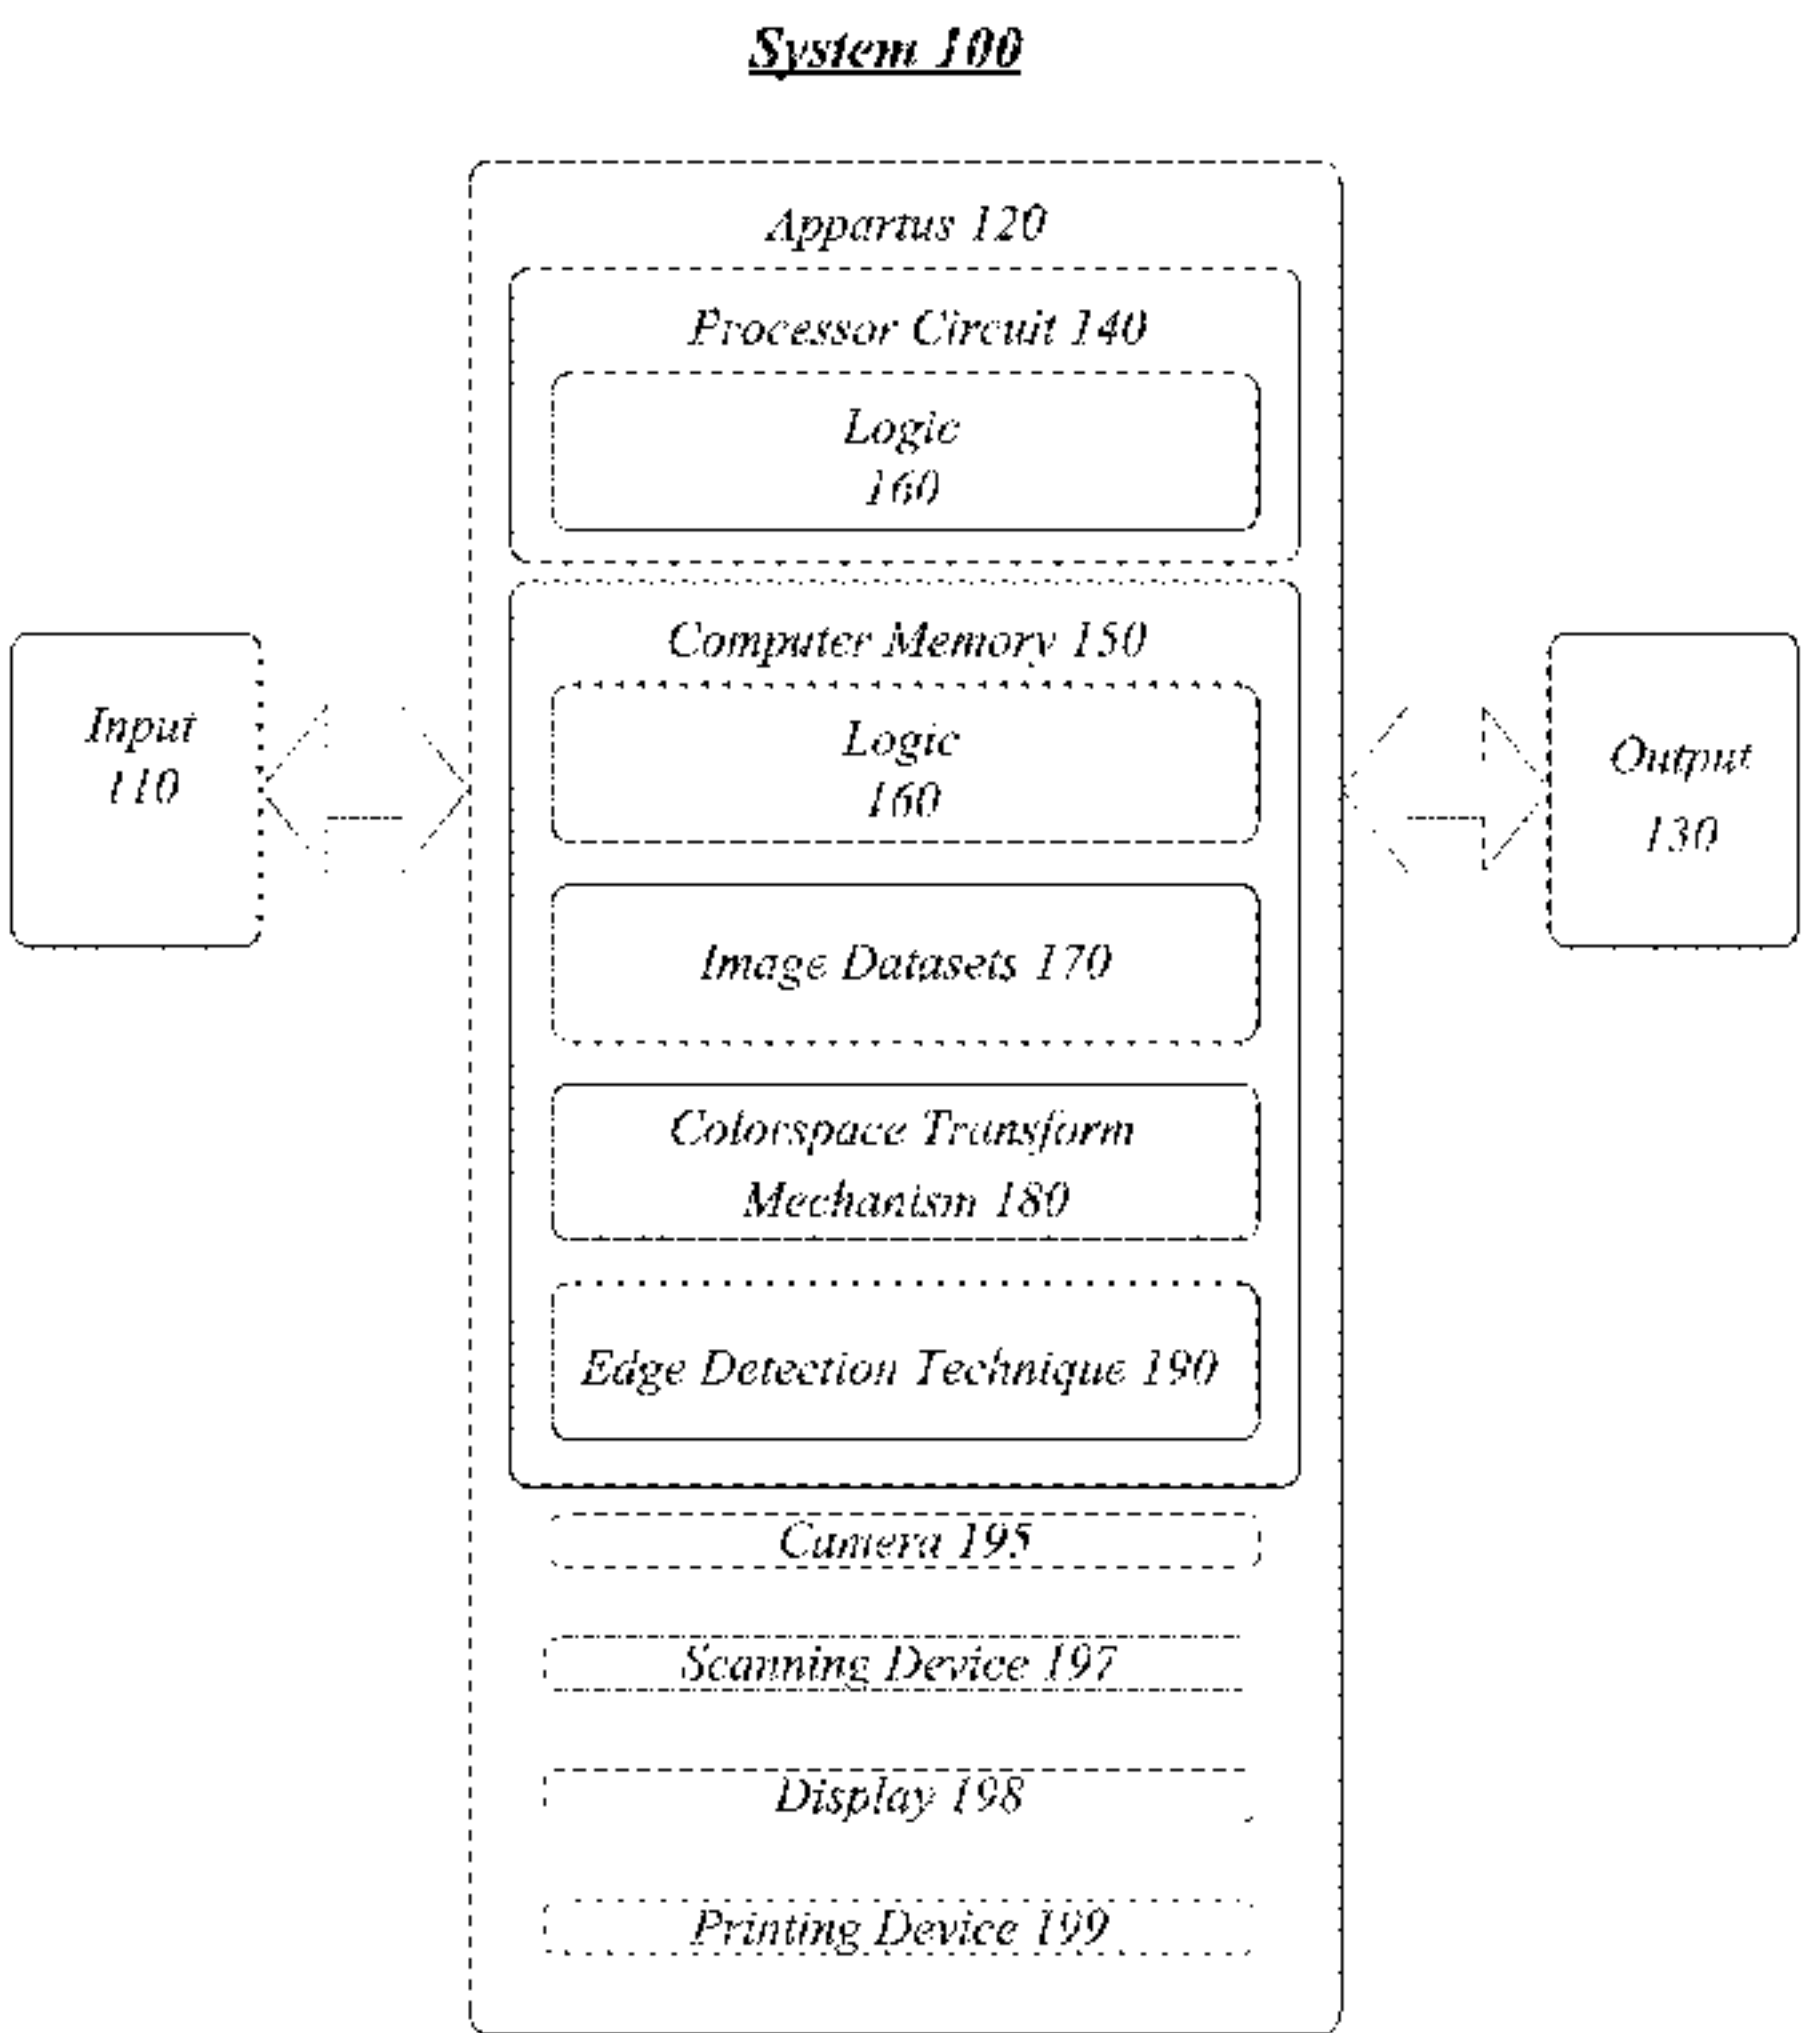 System 100
Appartus 120
Processor Circuit 140
Logic
160
Computer Memory 150
Logic
160
Input
110
Output
130
Image Datasets 170
Colorspace Transform
Mechanism 180
Edge Detection Technique 190
Camera 195
Scanning Device 197
Display 198
Printing Device 199